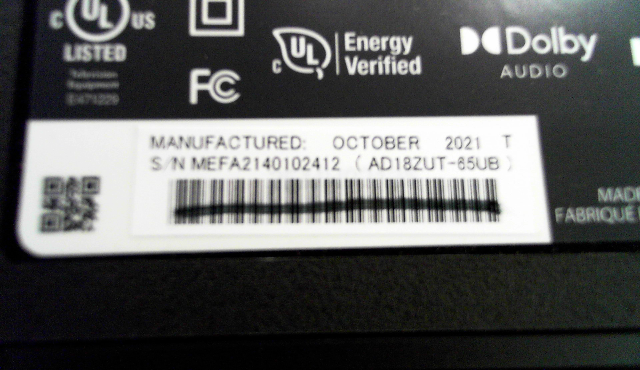 c UL US
LISTED
Television
Equipment
E471229
FC
c UL Energy
Verified
Dolby
AUDIO
MANUFACTURED: OCTOBER 2021 T
S/N MEFA2140102412 (AD18ZUT-65UB)
MADE
FABRIQUÉ